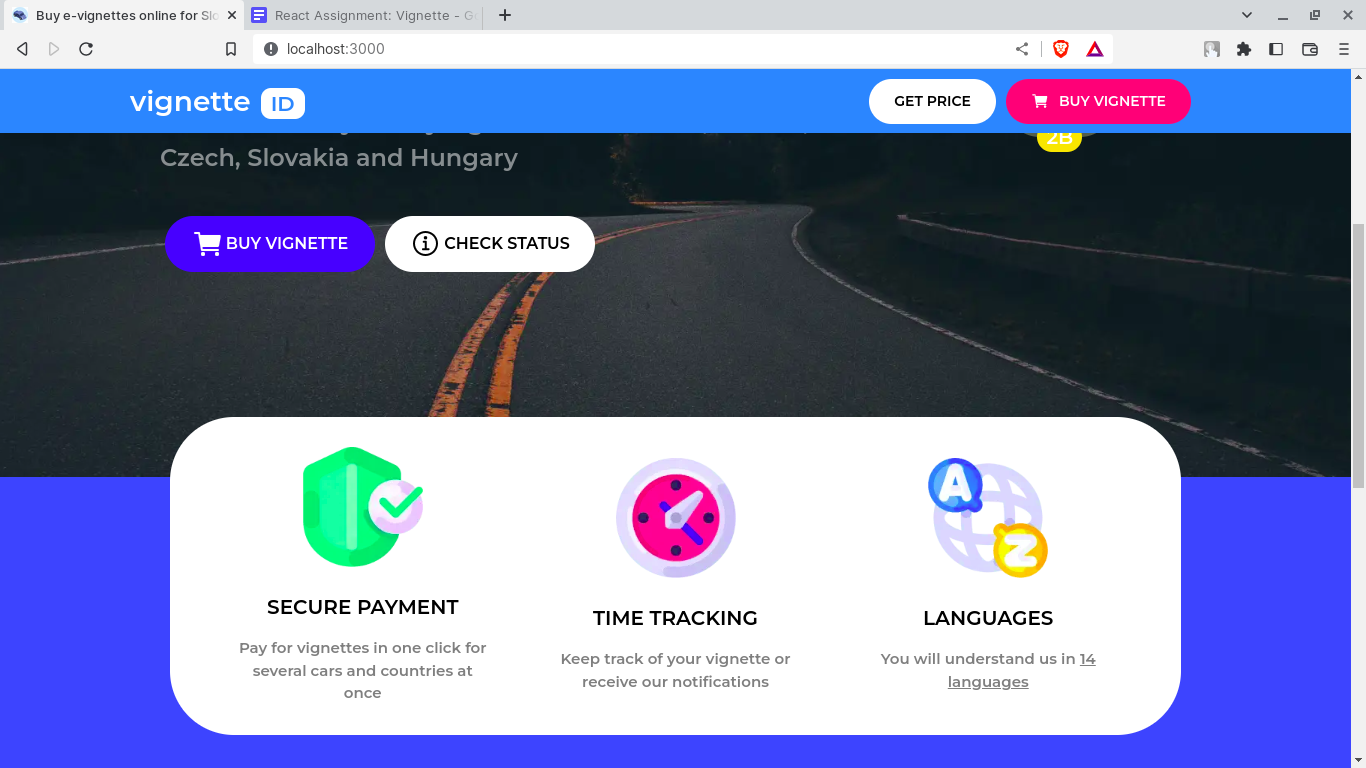 Buy e-vignettes online for Slo
React Assignment: Vignette - G
localhost:3000
vignette ID
GET PRICE
BUY VIGNETTE
2B
Czech, Slovakia and Hungary
BUY VIGNETTE
CHECK STATUS
A
Z
SECURE PAYMENT
Pay for vignettes in one click for
several cars and countries at
once
TIME TRACKING
Keep track of your vignette or
receive our notifications
LANGUAGES
You will understand us in 14
languages